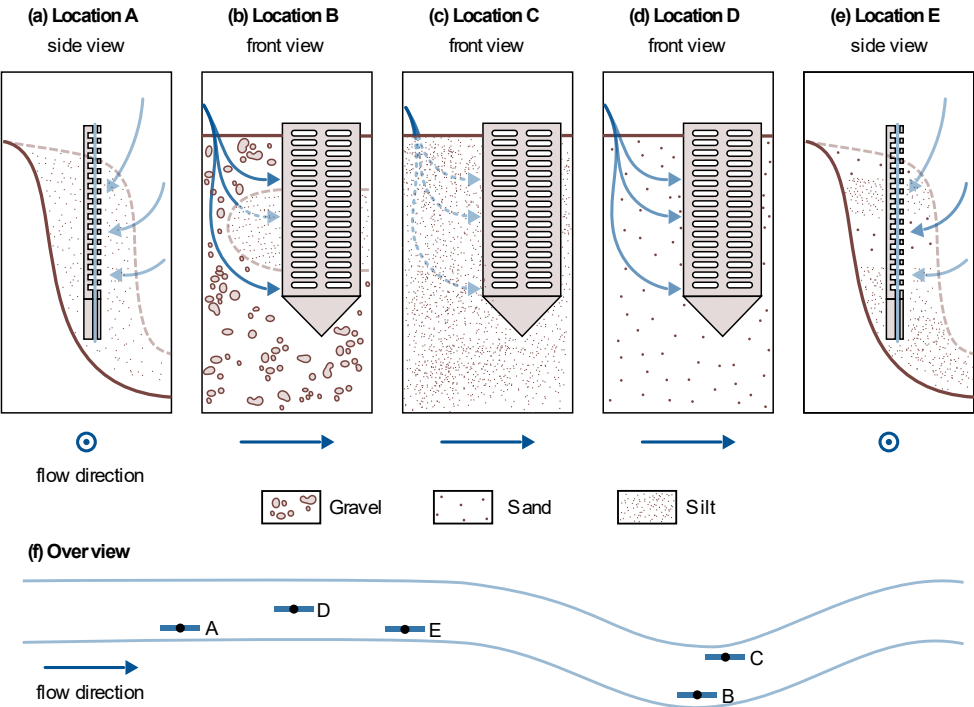 (a) Location A
side view
(b) Location B
front view
(c) Location C
front view
(d) Location D
front view
(e) Location E
side view
flow direction
Gravel
Sand
Silt
(f) Overview
A
D
E
C
B
flow direction